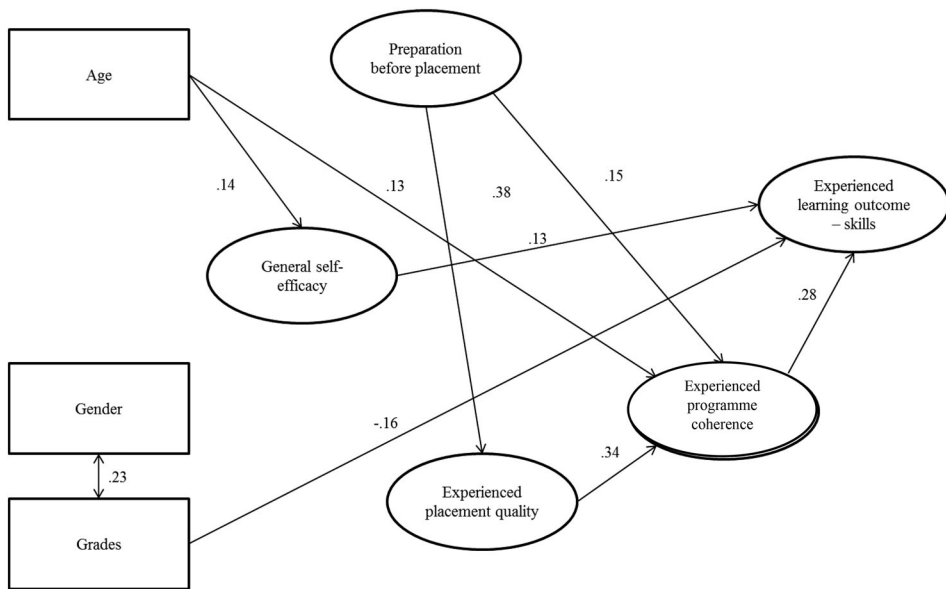 Age
Preparation
before placement
.14
.13
.38
.15
Experienced
learning outcome
– skills
General self-
efficacy
.13
.28
Gender
-.16
Experienced
programme
coherence
.23
.34
Grades
Experienced
placement quality